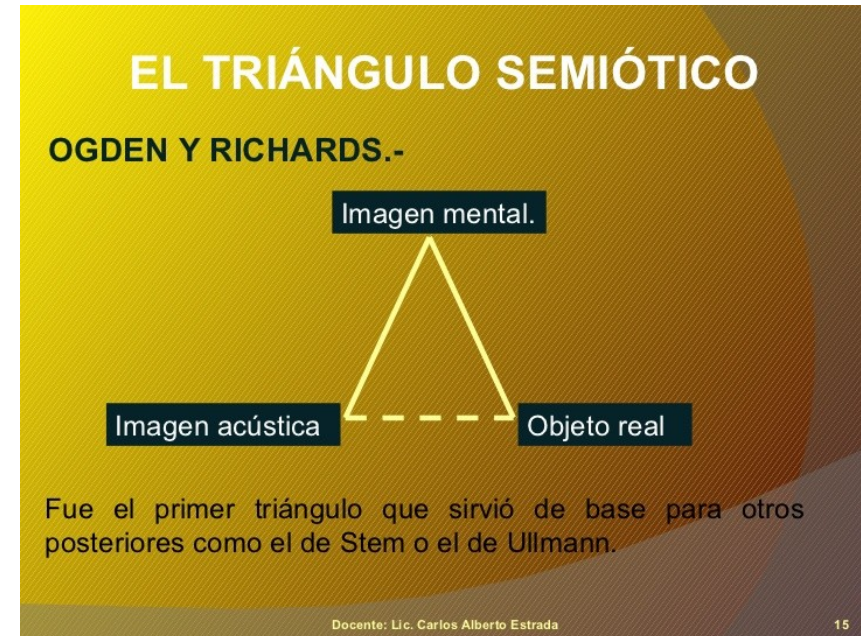 EL TRIÁNGULO SEMIÓTICO
OGDEN Y RICHARDS.-
Imagen mental.
Imagen acústica
Objeto real
Fue el primer triángulo que sirvió de base para otros
posteriores como el de Stem o el de Ullmann.
Docente: Lic. Carlos Alberto Estrada
15